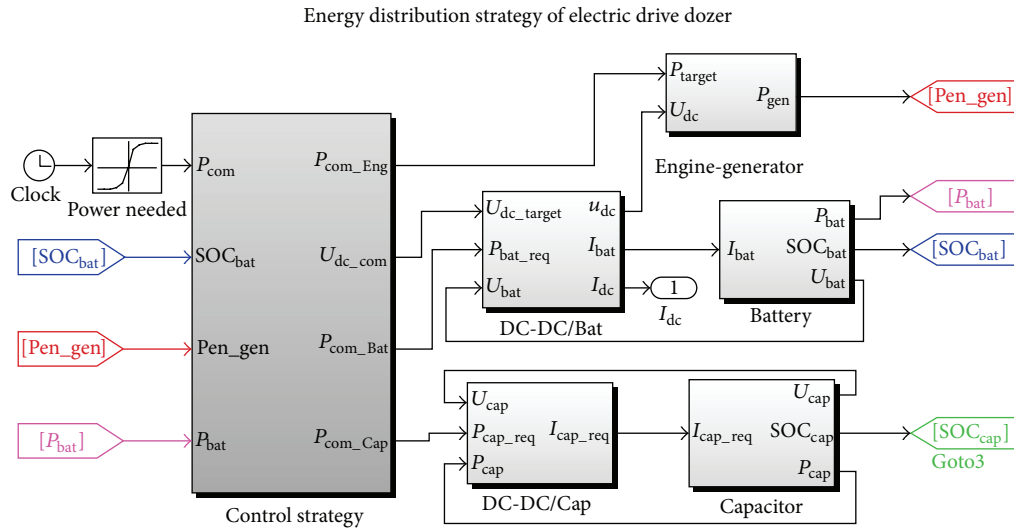 Energy distribution strategy of electric drive dozer
Clock
Power needed
[SOC_bat]
[Pen_gen]
[P_bat]
P_com
SOC_bat
Pen_gen
P_bat
P_com_Eng
U_dc_com
P_com_Bat
P_com_Cap
Control strategy
P_target
U_dc
P_gen
Engine-generator
[Pen_gen]
U_dc_target
P_bat_req
U_bat
u_dc
I_bat
I_dc
DC-DC/Bat
1
I_dc
I_bat
P_bat
SOC_bat
U_bat
Battery
[P_bat]
[SOC_bat]
U_cap
P_cap_req
P_cap
I_cap_req
DC-DC/Cap
I_cap_req
U_cap
SOC_cap
P_cap
Capacitor
[SOC_cap]
Goto3